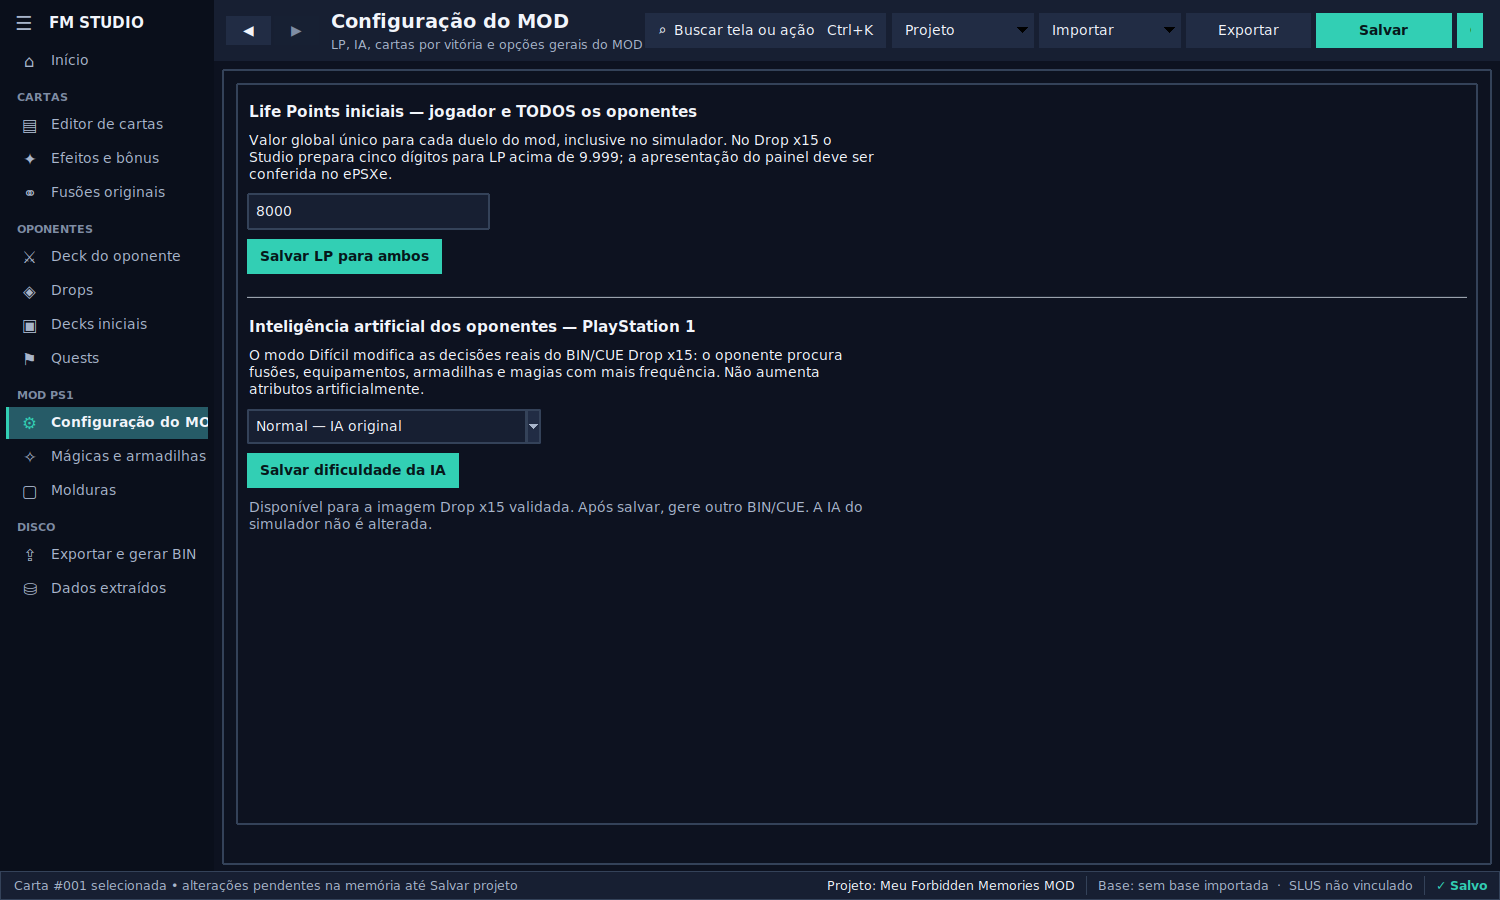 FM STUDIO
Início
CARTAS
Editor de cartas
Efeitos e bônus
Fusões originais
OPONENTES
Deck do oponente
Drops
Decks iniciais
Quests
MOD PS1
Configuração do MO
Mágicas e armadilhas
Molduras
DISCO
Exportar e gerar BIN
Dados extraídos
Configuração do MOD
LP, IA, cartas por vitória e opções gerais do MOD
Buscar tela ou ação Ctrl+K
Projeto
Importar
Exportar
Salvar
Life Points iniciais — jogador e TODOS os oponentes
Valor global único para cada duelo do mod, inclusive no simulador. No Drop x15 o
Studio prepara cinco dígitos para LP acima de 9.999; a apresentação do painel deve ser
conferida no ePSXe.
8000
Salvar LP para ambos
Inteligência artificial dos oponentes — PlayStation 1
O modo Difícil modifica as decisões reais do BIN/CUE Drop x15: o oponente procura
fusões, equipamentos, armadilhas e magias com mais frequência. Não aumenta
atributos artificialmente.
Normal — IA original
Salvar dificuldade da IA
Disponível para a imagem Drop x15 validada. Após salvar, gere outro BIN/CUE. A IA do
simulador não é alterada.
Carta #001 selecionada • alterações pendentes na memória até Salvar projeto
Projeto: Meu Forbidden Memories MOD
Base: sem base importada · SLUS não vinculado
✓ Salvo